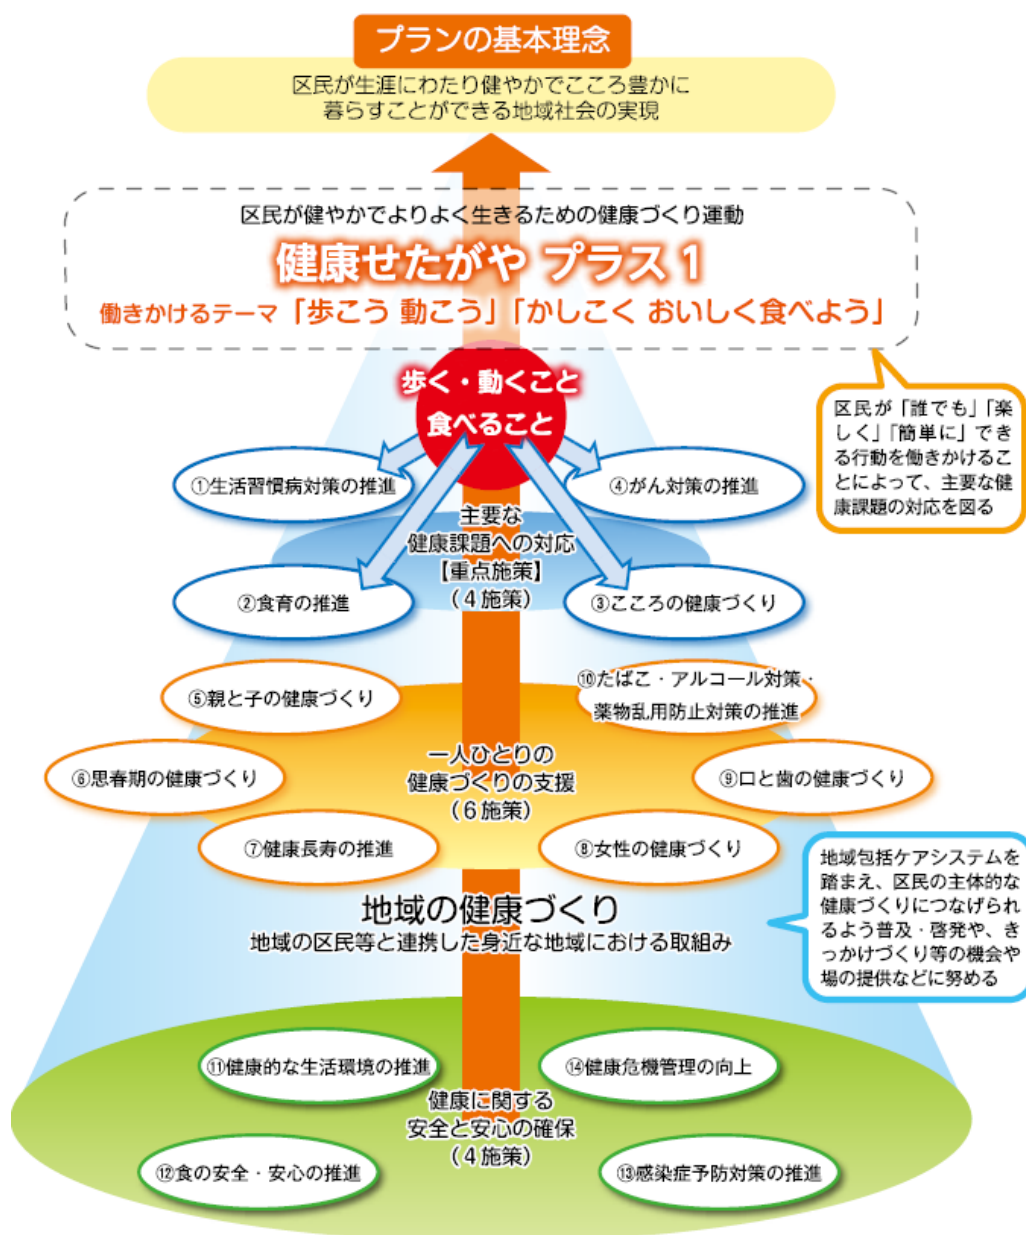 プランの基本理念
区民が生涯にわたり健やかでこころ豊かに
暮らすことができる地域社会の実現
区民が健やかでよりよく生きるための健康づくり運動
健康せたがや プラス1
働きかけるテーマ「歩こう 動こう」「かしこく おいしく食べよう」
歩く・動くこと
食べること
区民が「誰でも」「楽
しく」「簡単に」でき
る行動を働きかけるこ
とによって、主要な健
康課題の対応を図る
①生活習慣病対策の推進
④がん対策の推進
主要な
健康課題への対応
【重点施策】
（4施策）
②食育の推進
③こころの健康づくり
⑤親と子の健康づくり
⑩たばこ・アルコール対策・
薬物乱用防止対策の推進
一人ひとりの
健康づくりの支援
（6施策）
⑥思春期の健康づくり
⑨口と歯の健康づくり
⑦健康長寿の推進
⑧女性の健康づくり
地域の健康づくり
地域の区民等と連携した身近な地域における取組み
地域包括ケアシステムを
踏まえ、区民の主体的な
健康づくりにつなげられ
るよう普及・啓発や、き
っかけづくり等の機会や
場の提供などに努める
⑪健康的な生活環境の推進
⑭健康危機管理の向上
健康に関する
安全と安心の確保
（4施策）
⑫食の安全・安心の推進
⑬感染症予防対策の推進